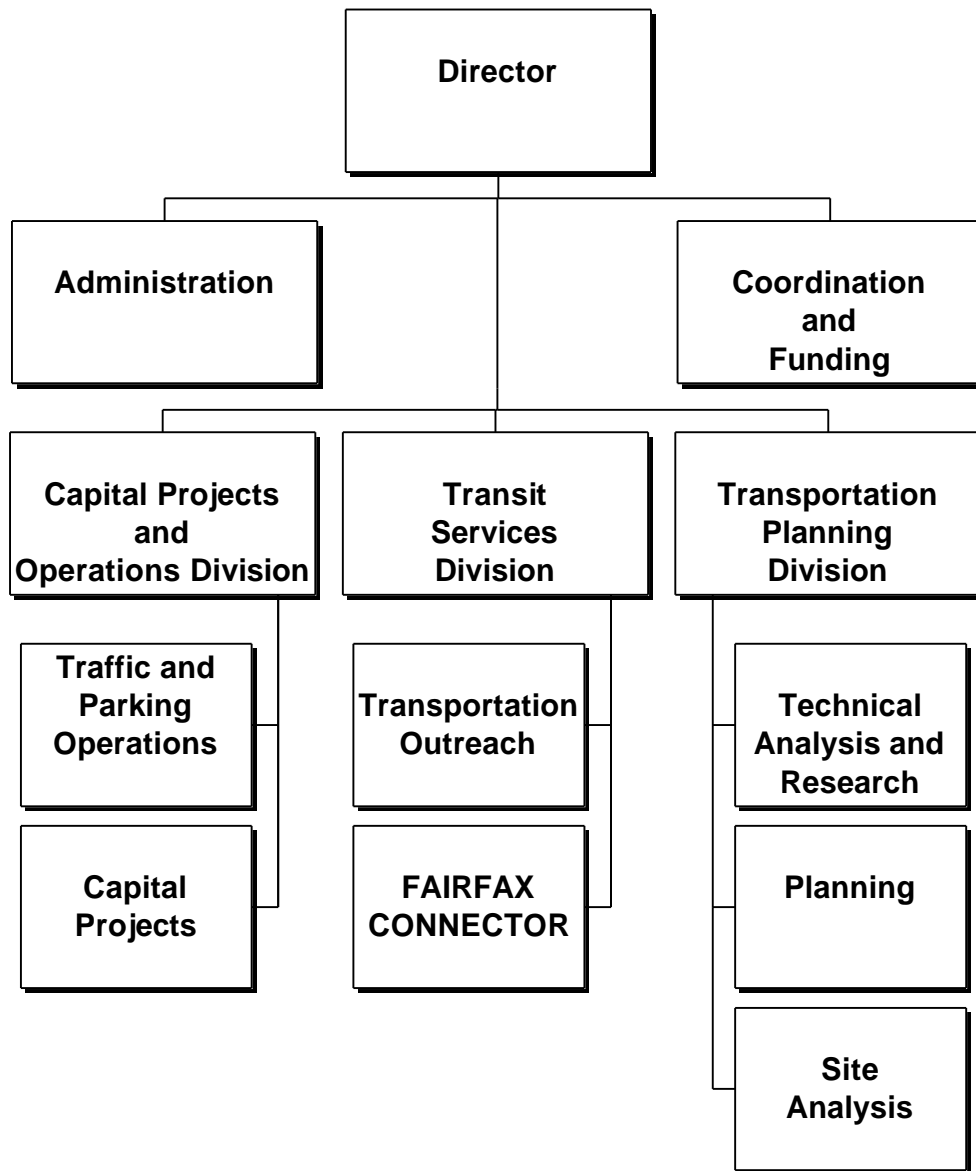 Director
Administration
Coordination
and
Funding
Capital Projects
and
Operations Division
Transit
Services
Division
Transportation
Planning
Division
Traffic and
Parking
Operations
Transportation
Outreach
Technical
Analysis and
Research
Capital
Projects
FAIRFAX
CONNECTOR
Planning
Site
Analysis